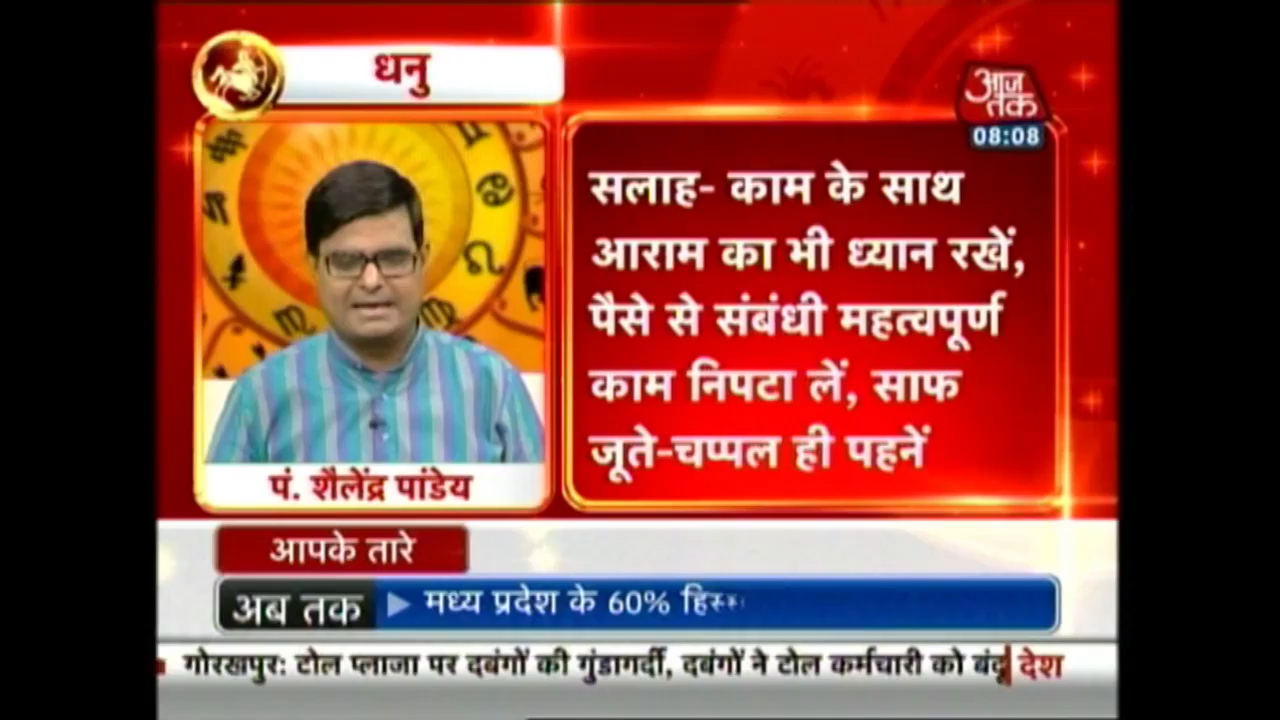 धनु
आज
तक
08:08
सलाह- काम के साथ
आराम का भी ध्यान रखें,
पैसे से संबंधी महत्वपूर्ण
काम निपटा लें, साफ
जूते-चप्पल ही पहनें
पं. शैलेंद्र पांडेय
आपके तारे
अब तक
मध्य प्रदेश के 60%
गोरखपुर: टोल प्लाजा पर दबंगों की गुंडागर्दी, दबंगों ने टोल कर्मचारी को
देश